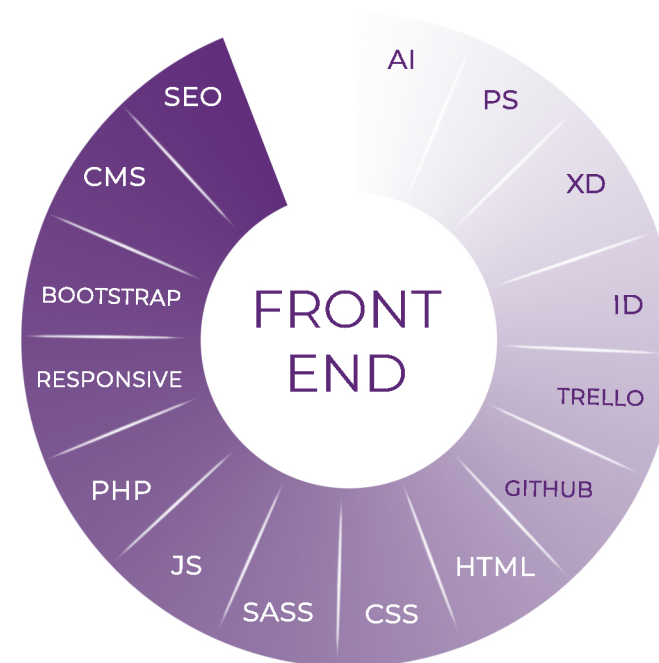 FRONT
END
AI
PS
XD
ID
TRELLO
GITHUB
HTML
CSS
SASS
JS
PHP
RESPONSIVE
BOOTSTRAP
CMS
SEO